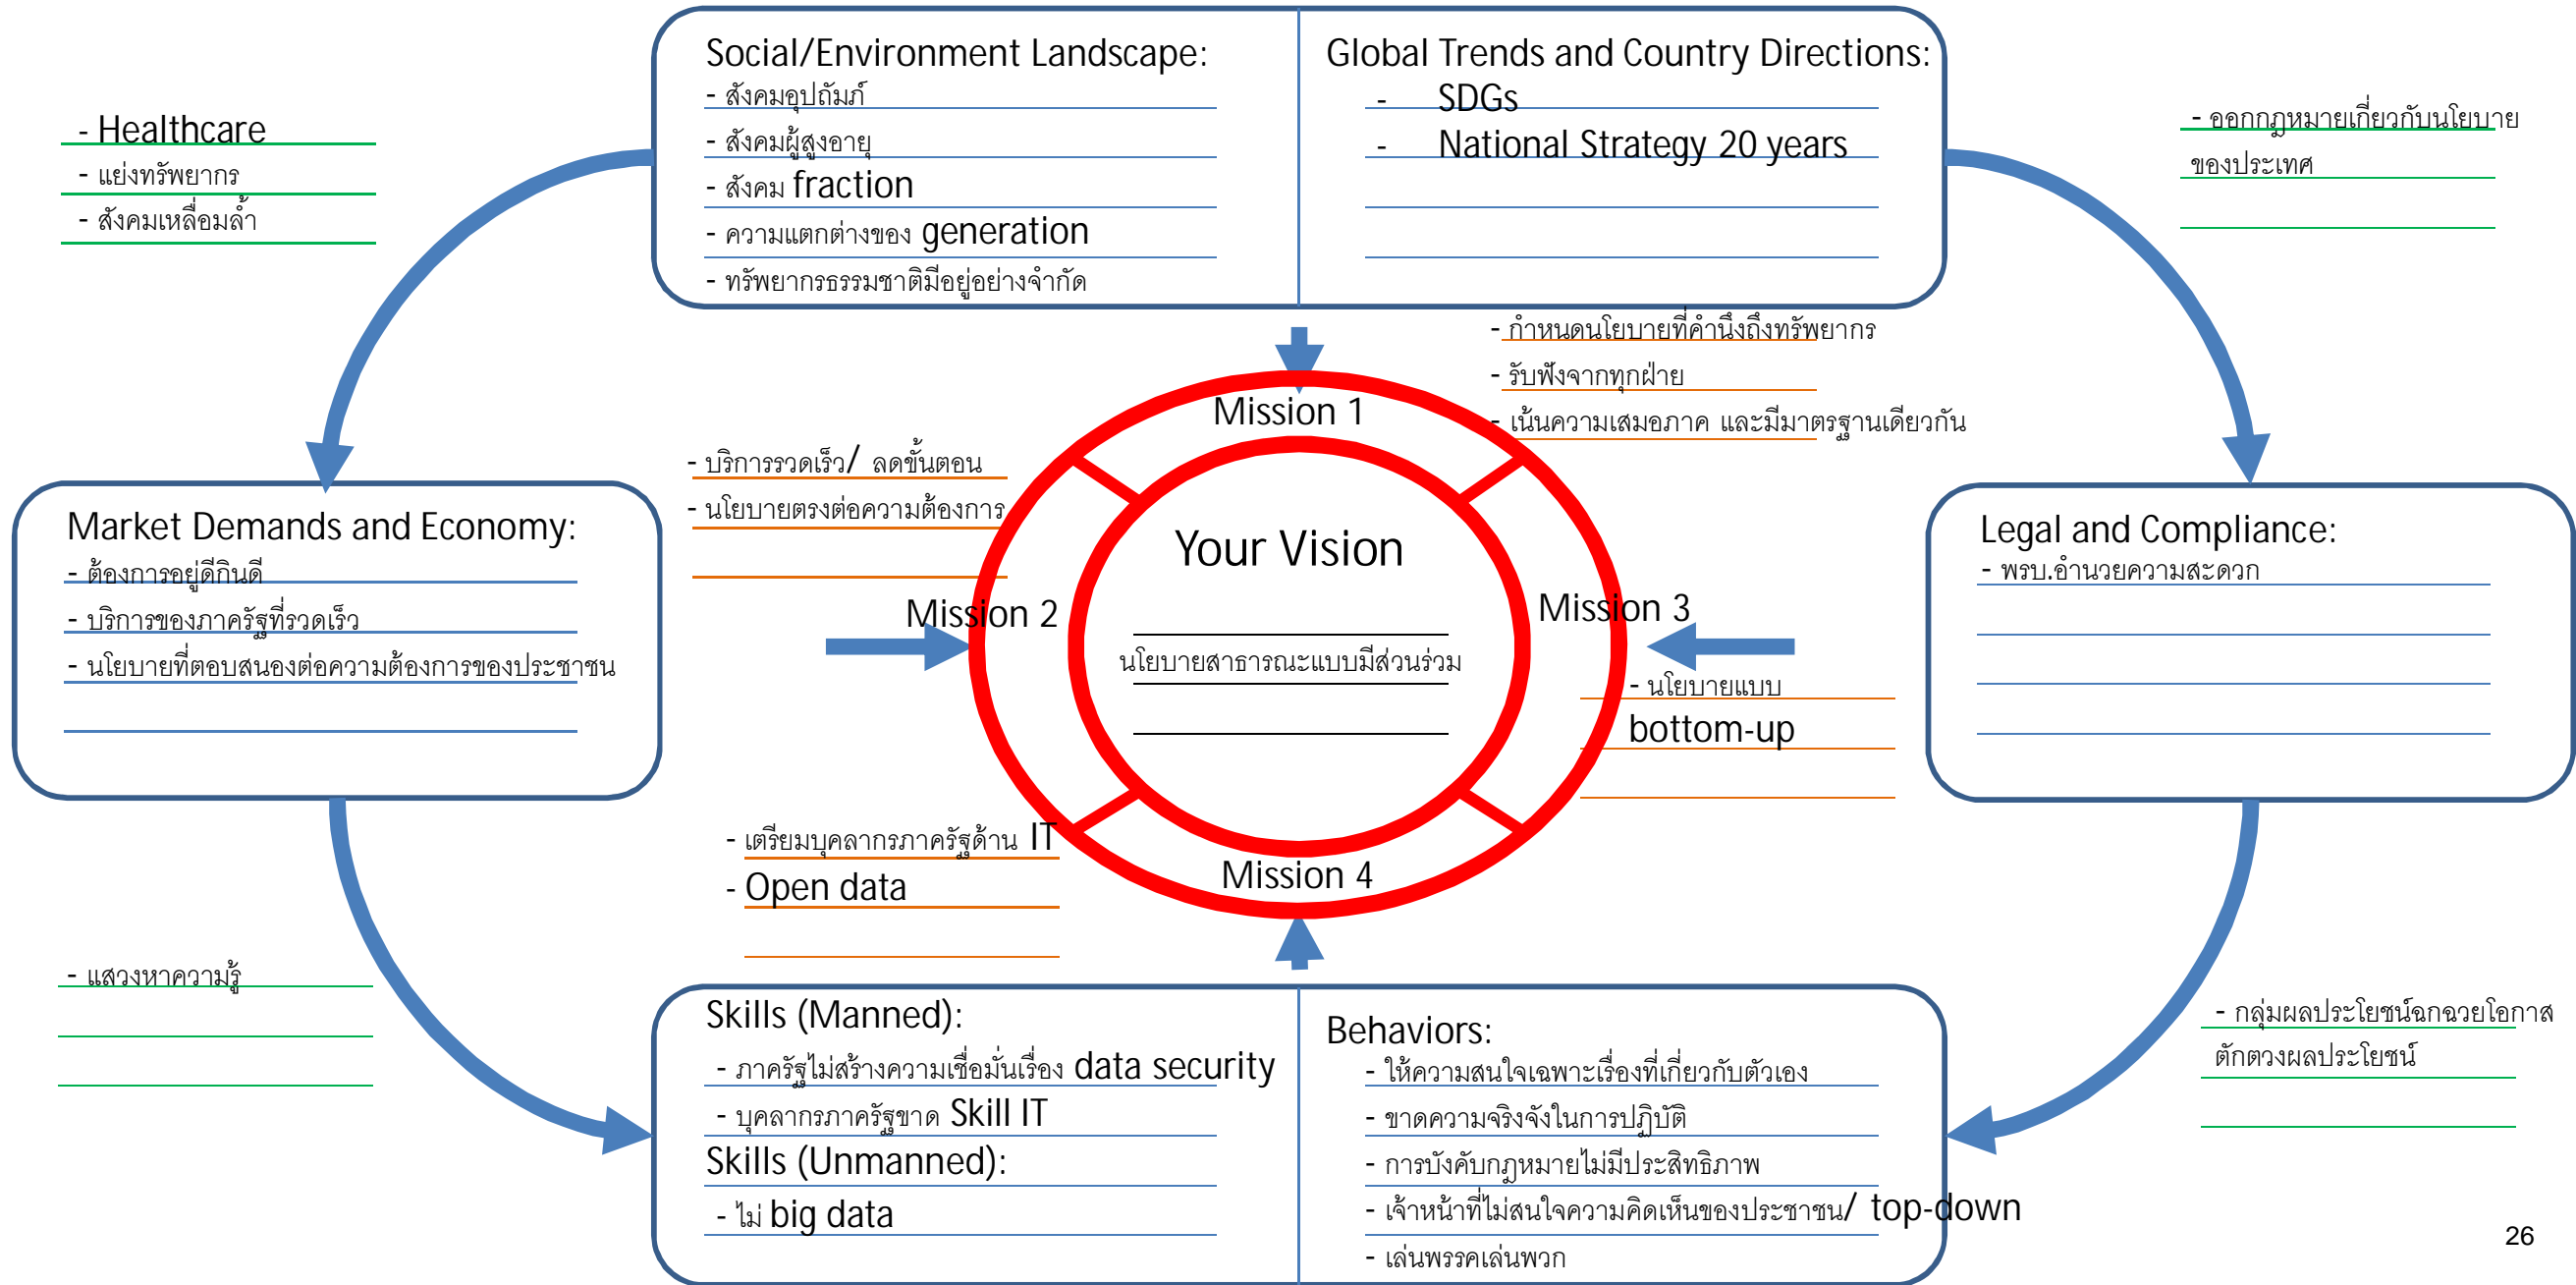 Social/Environment Landscape:
- สังคมอุปถัมภ์
- สังคมผู้สูงอายุ
- สังคม fraction
- ความแตกต่างของ generation
- ทรัพยากรธรรมชาติมีอยู่อย่างจำกัด
Global Trends and Country Directions:
- SDGs
- National Strategy 20 years
- Healthcare
- แย่งทรัพยากร
- สังคมเหลื่อมล้ำ
- ออกกฎหมายเกี่ยวกับนโยบาย
ของประเทศ
- กำหนดนโยบายที่คำนึงถึงทรัพยากร
- รับฟังจากทุกฝ่าย
- เน้นความเสมอภาค และมีมาตรฐานเดียวกัน
Mission 1
- บริการรวดเร็ว/ ลดขั้นตอน
- นโยบายตรงต่อความต้องการ
Market Demands and Economy:
- ต้องการอยู่ดีกินดี
- บริการของภาครัฐที่รวดเร็ว
- นโยบายที่ตอบสนองต่อความต้องการของประชาชน
Mission 2
Your Vision
นโยบายสาธารณะแบบมีส่วนร่วม
Mission 3
- นโยบายแบบ
bottom-up
Legal and Compliance:
- พรบ.อำนวยความสะดวก
- เตรียมบุคลากรภาครัฐด้าน IT
- Open data
Mission 4
- แสวงหาความรู้
Skills (Manned):
- ภาครัฐไม่สร้างความเชื่อมั่นเรื่อง data security
- บุคลากรภาครัฐขาด Skill IT
Skills (Unmanned):
- ไม่ big data
Behaviors:
- ให้ความสนใจเฉพาะเรื่องที่เกี่ยวกับตัวเอง
- ขาดความจริงจังในการปฏิบัติ
- การบังคับกฎหมายไม่มีประสิทธิภาพ
- เจ้าหน้าที่ไม่สนใจความคิดเห็นของประชาชน/ top-down
- เล่นพรรคเล่นพวก
- กลุ่มผลประโยชน์ฉกฉวยโอกาส
ตักตวงผลประโยชน์
26